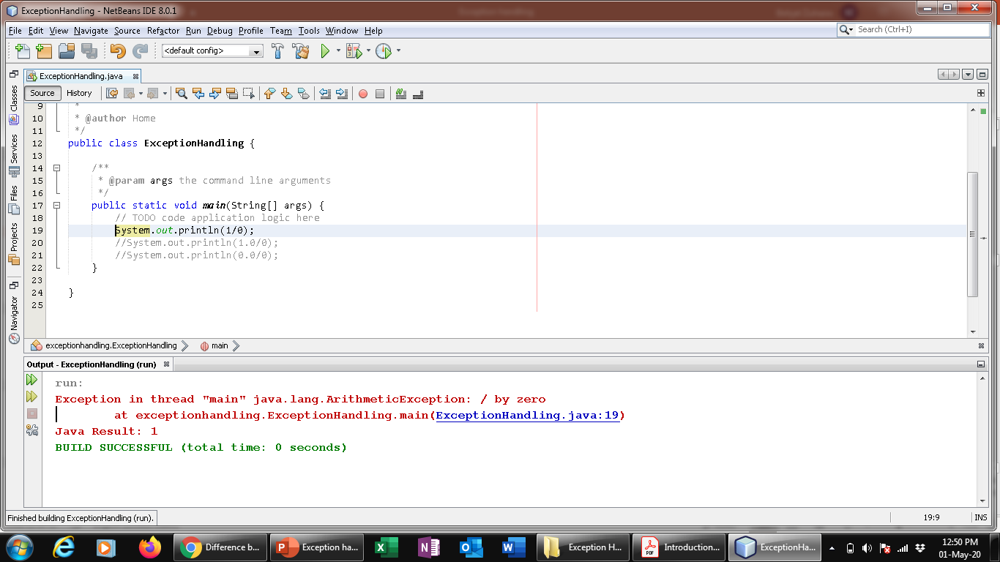 ExceptionHandling - NetBeans IDE 8.0.1
File Edit View Navigate Source Refactor Run Debug Profile Team Tools Window Help
Search (Ctrl+I)
<default config>
ExceptionHandling.java
Source History
Classes
Services
Projects
Files
Navigator
9 *
10 * @author Home
11 */
12 public class ExceptionHandling {
13
14 /**
15 * @param args the command line arguments
16 */
17 public static void main(String[] args) {
18 // TODO code application logic here
19 System.out.println(1/0);
20 //System.out.println(1.0/0);
21 //System.out.println(0.0/0);
22 }
23
24 }
25
exceptionhandling.ExceptionHandling main
Output - ExceptionHandling (run)
run:
Exception in thread "main" java.lang.ArithmeticException: / by zero
at exceptionhandling.ExceptionHandling.main(ExceptionHandling.java:19)
Java Result: 1
BUILD SUCCESSFUL (total time: 0 seconds)
Finished building ExceptionHandling (run).
19:9 INS
Difference b... Exception ha... Exception H... Introduction... ExceptionHa...
12:50 PM
01-May-20